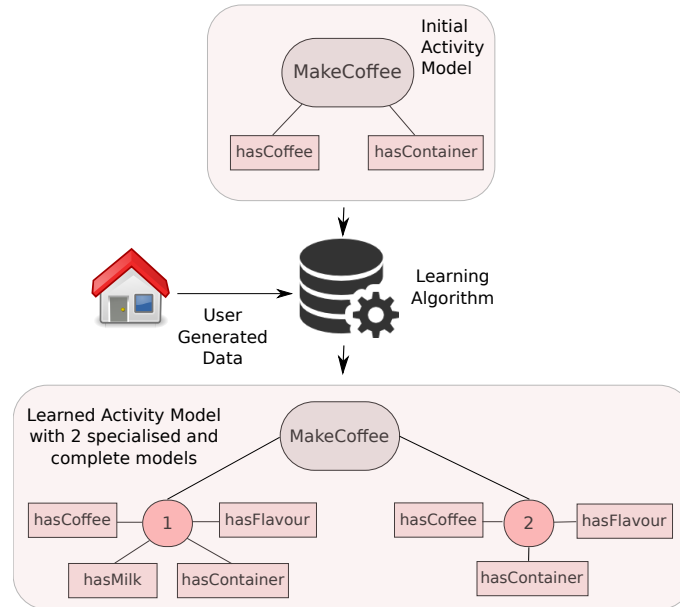 Initial
Activity
Model
MakeCoffee
hasCoffee
hasContainer
Learning
Algorithm
User
Generated
Data
Learned Activity Model
with 2 specialised and
complete models
MakeCoffee
hasCoffee
1
hasFlavour
hasMilk
hasContainer
hasCoffee
2
hasFlavour
hasContainer